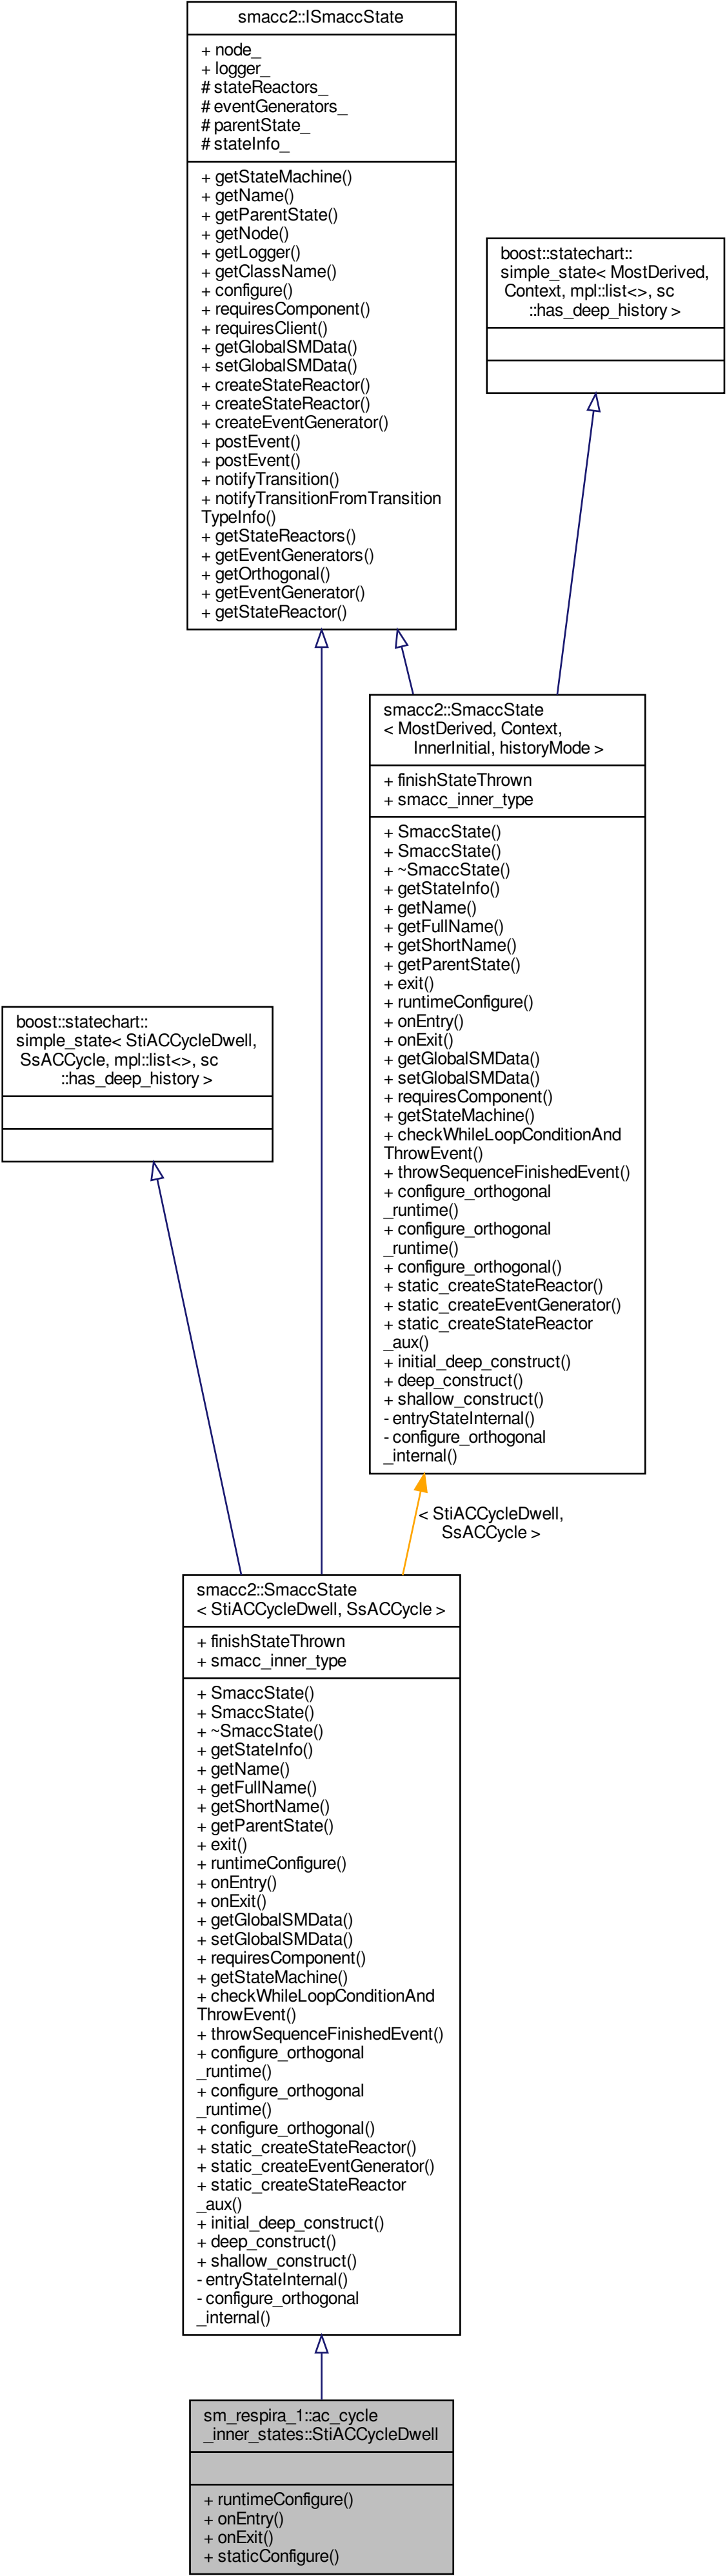 smacc2::ISmaccState
+ node_
+ logger_
# stateReactors_
# eventGenerators_
# parentState_
# stateInfo_
+ getStateMachine()
+ getName()
+ getParentState()
+ getNode()
+ getLogger()
+ getClassName()
+ configure()
+ requiresComponent()
+ requiresClient()
+ getGlobalSMData()
+ setGlobalSMData()
+ createStateReactor()
+ createStateReactor()
+ createEventGenerator()
+ postEvent()
+ postEvent()
+ notifyTransition()
+ notifyTransitionFromTransition
TypeInfo()
+ getStateReactors()
+ getEventGenerators()
+ getOrthogonal()
+ getEventGenerator()
+ getStateReactor()
boost::statechart::
simple_state< MostDerived,
Context, mpl::list<>, sc
::has_deep_history >
smacc2::SmaccState
< MostDerived, Context,
InnerInitial, historyMode >
+ finishStateThrown
+ smacc_inner_type
+ SmaccState()
+ SmaccState()
+ ~SmaccState()
+ getStateInfo()
+ getName()
+ getFullName()
+ getShortName()
+ getParentState()
+ exit()
+ runtimeConfigure()
+ onEntry()
+ onExit()
+ getGlobalSMData()
+ setGlobalSMData()
+ requiresComponent()
+ getStateMachine()
+ checkWhileLoopConditionAnd
ThrowEvent()
+ throwSequenceFinishedEvent()
+ configure_orthogonal
_runtime()
+ configure_orthogonal
_runtime()
+ configure_orthogonal()
+ static_createStateReactor()
+ static_createEventGenerator()
+ static_createStateReactor
_aux()
+ initial_deep_construct()
+ deep_construct()
+ shallow_construct()
- entryStateInternal()
- configure_orthogonal
_internal()
boost::statechart::
simple_state< StiACCycleDwell,
SsACCycle, mpl::list<>, sc
::has_deep_history >
< StiACCycleDwell,
SsACCycle >
smacc2::SmaccState
< StiACCycleDwell, SsACCycle >
+ finishStateThrown
+ smacc_inner_type
+ SmaccState()
+ SmaccState()
+ ~SmaccState()
+ getStateInfo()
+ getName()
+ getFullName()
+ getShortName()
+ getParentState()
+ exit()
+ runtimeConfigure()
+ onEntry()
+ onExit()
+ getGlobalSMData()
+ setGlobalSMData()
+ requiresComponent()
+ getStateMachine()
+ checkWhileLoopConditionAnd
ThrowEvent()
+ throwSequenceFinishedEvent()
+ configure_orthogonal
_runtime()
+ configure_orthogonal
_runtime()
+ configure_orthogonal()
+ static_createStateReactor()
+ static_createEventGenerator()
+ static_createStateReactor
_aux()
+ initial_deep_construct()
+ deep_construct()
+ shallow_construct()
- entryStateInternal()
- configure_orthogonal
_internal()
sm_respira_1::ac_cycle
_inner_states::StiACCycleDwell
+ runtimeConfigure()
+ onEntry()
+ onExit()
+ staticConfigure()